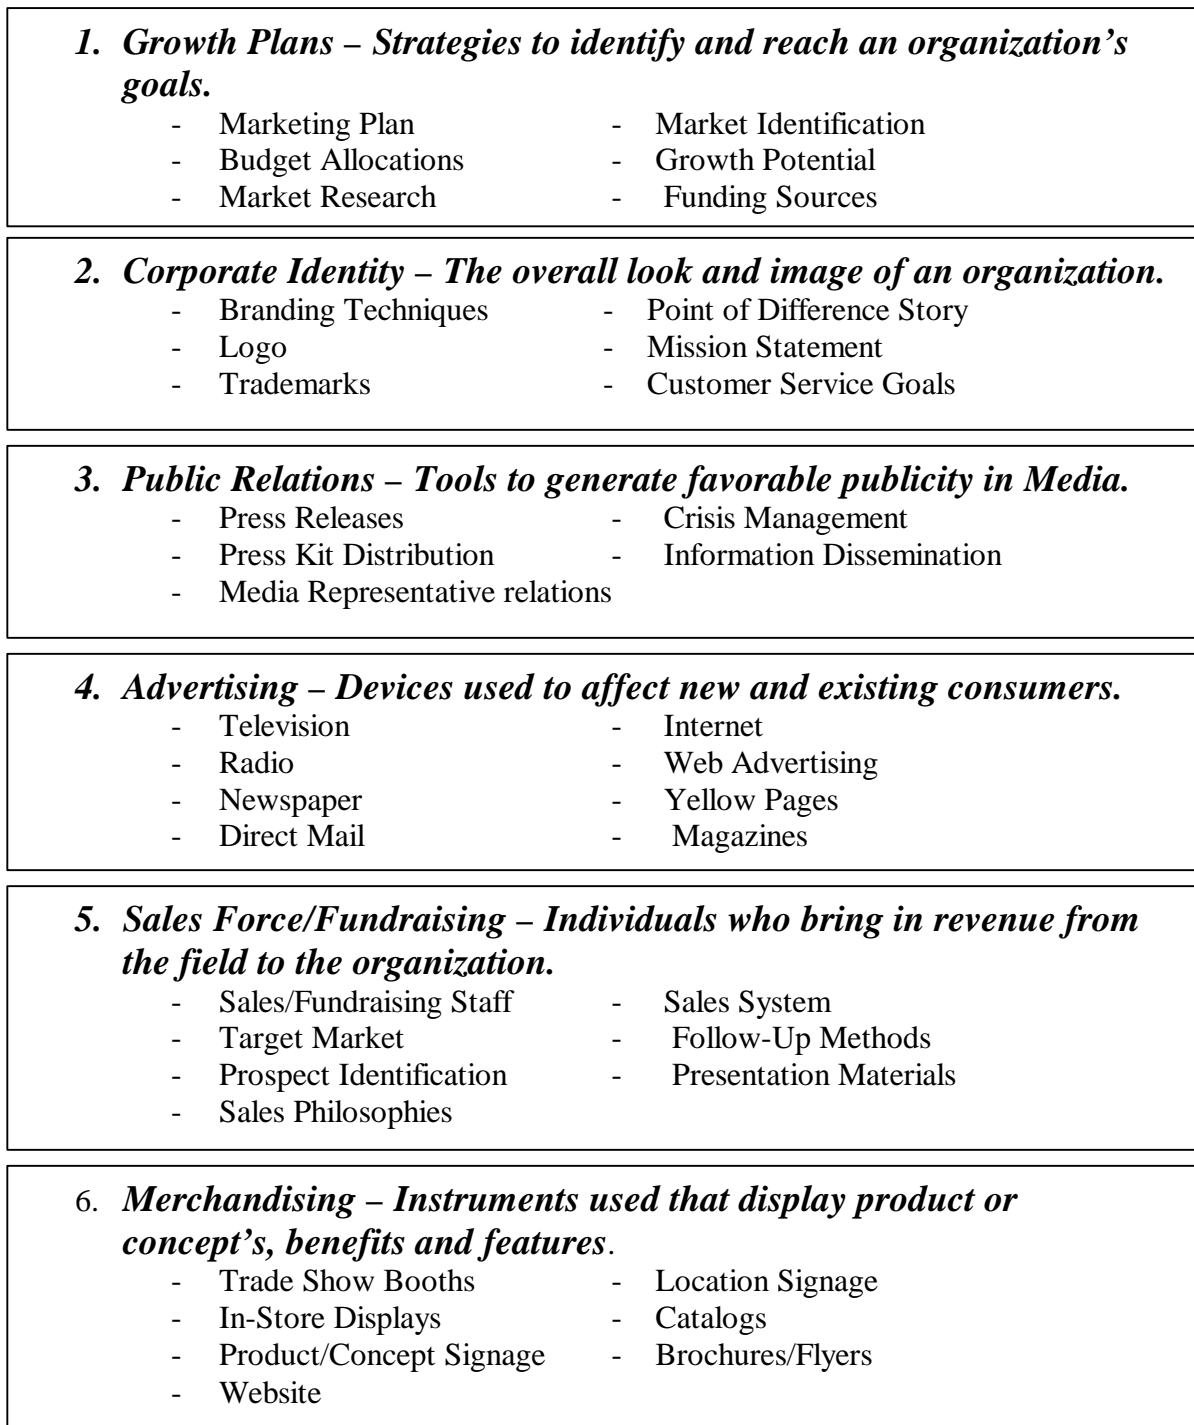 1. Growth Plans – Strategies to identify and reach an organization's
goals.
- Marketing Plan - Market Identification
- Budget Allocations - Growth Potential
- Market Research - Funding Sources
2. Corporate Identity – The overall look and image of an organization.
- Branding Techniques - Point of Difference Story
- Logo - Mission Statement
- Trademarks - Customer Service Goals
3. Public Relations – Tools to generate favorable publicity in Media.
- Press Releases - Crisis Management
- Press Kit Distribution - Information Dissemination
- Media Representative relations
4. Advertising – Devices used to affect new and existing consumers.
- Television - Internet
- Radio - Web Advertising
- Newspaper - Yellow Pages
- Direct Mail - Magazines
5. Sales Force/Fundraising – Individuals who bring in revenue from
the field to the organization.
- Sales/Fundraising Staff - Sales System
- Target Market - Follow-Up Methods
- Prospect Identification - Presentation Materials
- Sales Philosophies
6. Merchandising – Instruments used that display product or
concept's, benefits and features.
- Trade Show Booths - Location Signage
- In-Store Displays - Catalogs
- Product/Concept Signage - Brochures/Flyers
- Website